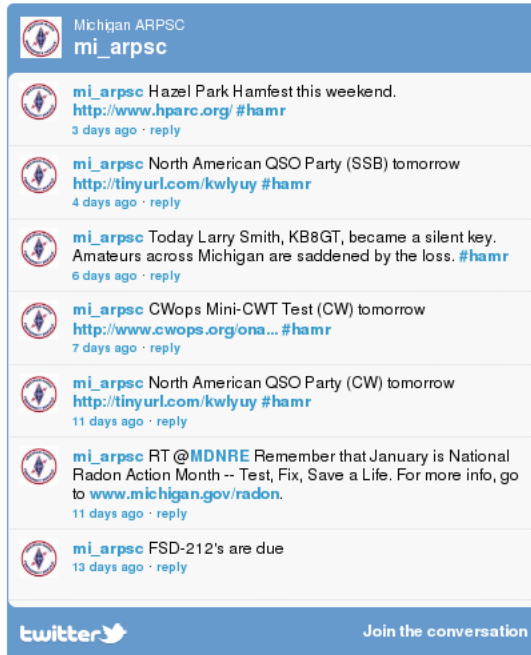 Michigan ARPSC
mi_arpsc
mi_arpsc Hazel Park Hamfest this weekend.
http://www.hparc.org/ #hamr
3 days ago · reply
mi_arpsc North American QSO Party (SSB) tomorrow
http://tinyurl.com/kwlyuy #hamr
4 days ago · reply
mi_arpsc Today Larry Smith, KB8GT, became a silent key.
Amateurs across Michigan are saddened by the loss. #hamr
6 days ago · reply
mi_arpsc CWops Mini-CWT Test (CW) tomorrow
http://www.cwops.org/ona... #hamr
7 days ago · reply
mi_arpsc North American QSO Party (CW) tomorrow
http://tinyurl.com/kwlyuy #hamr
11 days ago · reply
mi_arpsc RT @MDNRE Remember that January is National
Radon Action Month -- Test, Fix, Save a Life. For more info, go
to www.michigan.gov/radon.
11 days ago · reply
mi_arpsc FSD-212's are due
13 days ago · reply
twitter
Join the conversation